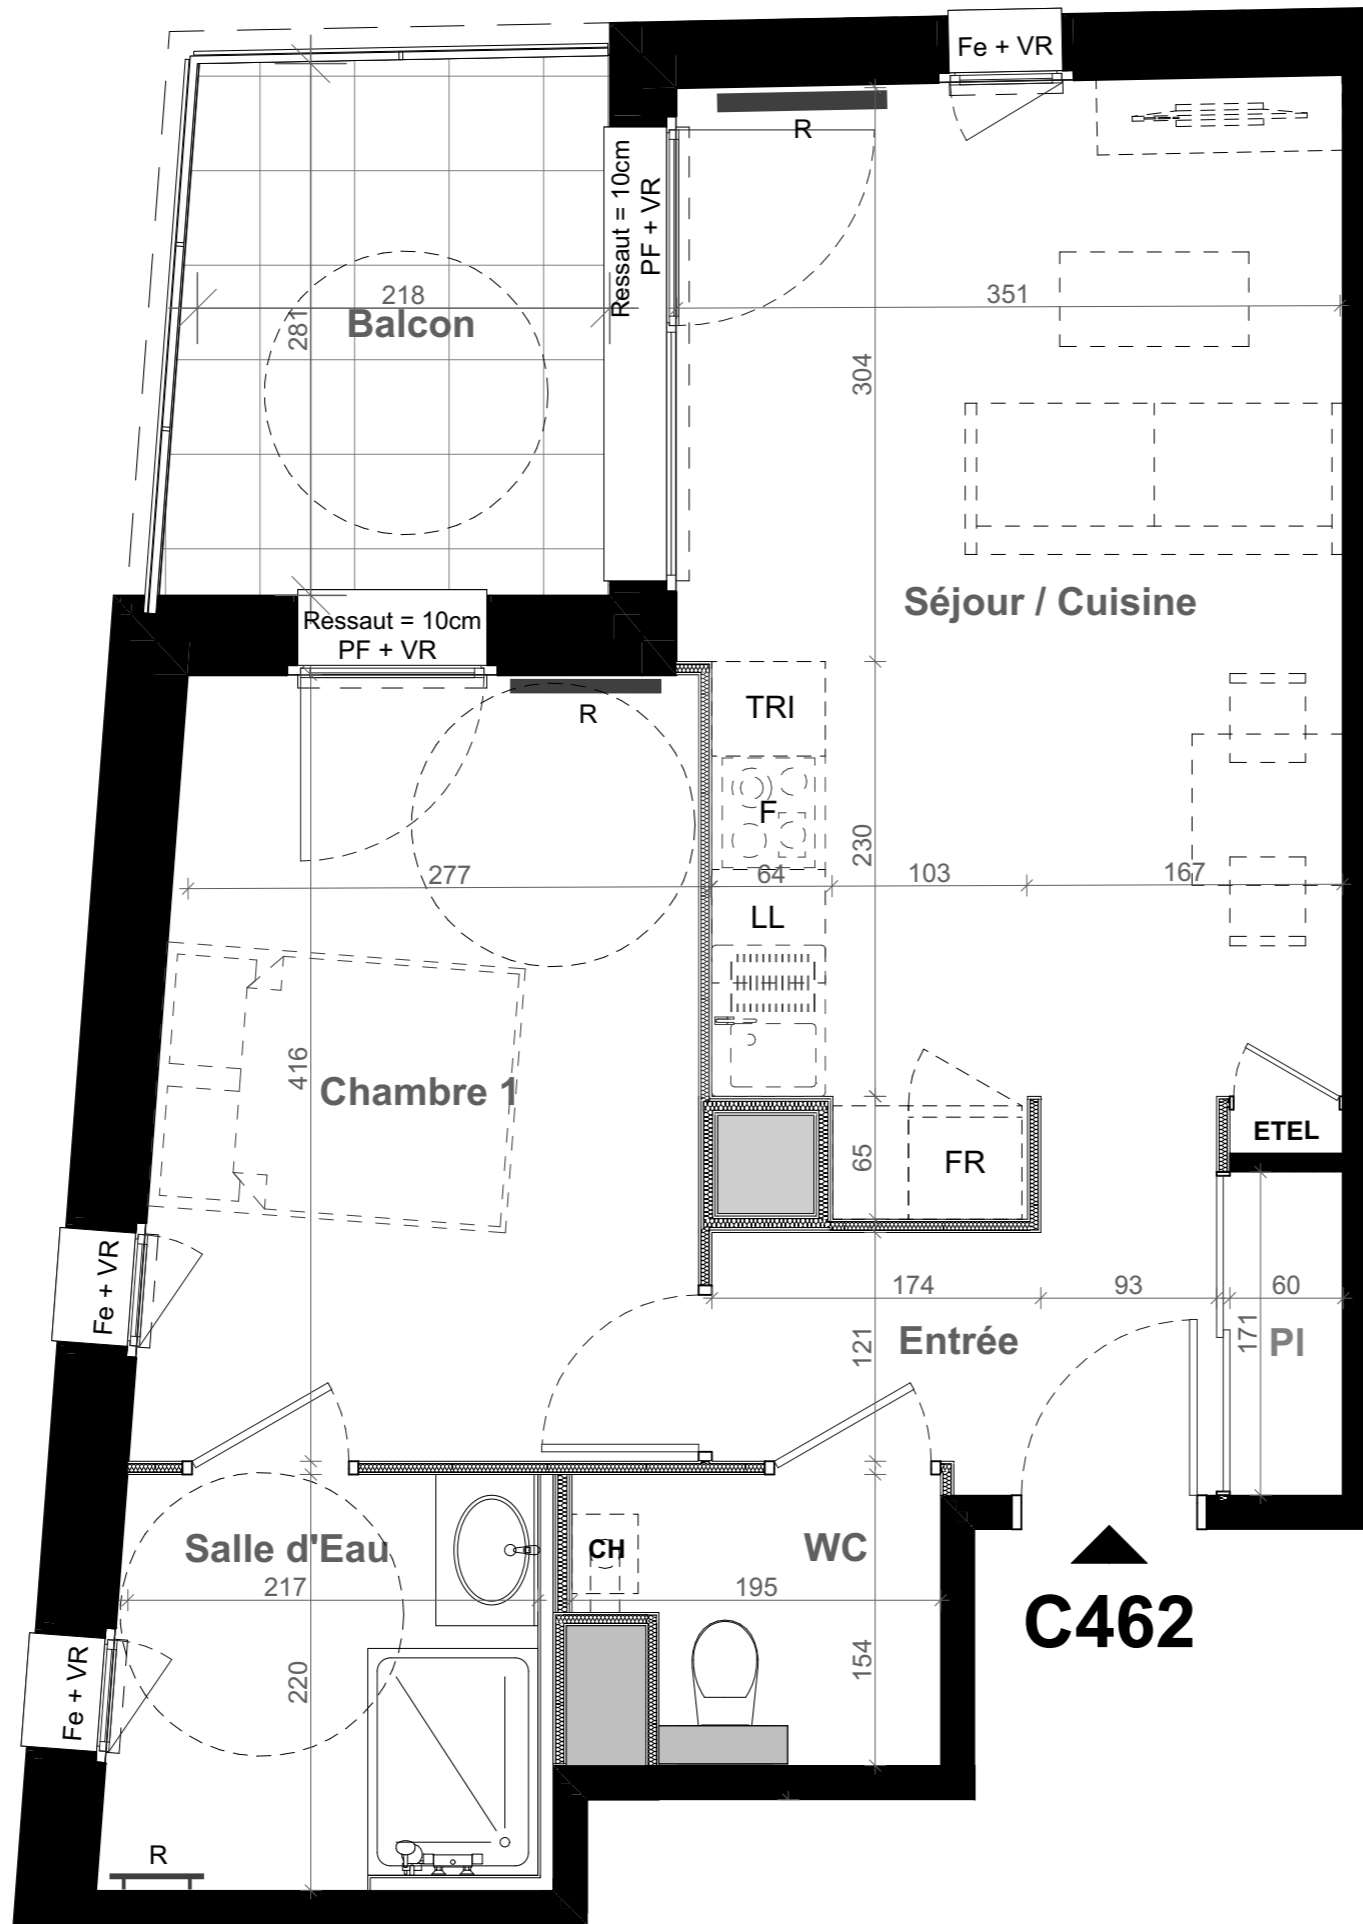 Fe + VR
R
Ressaut = 10cm
PF + VR
218
281
Balcon
351
304
Séjour / Cuisine
Ressaut = 10cm
PF + VR
R
TRI
F
230
277
64
103
167
LL
416
Chambre 1
ETEL
65
FR
Fe + VR
174
93
60
121
Entrée
171
Pl
Salle d'Eau
CH
WC
217
195
C462
Fe + VR
220
154
R